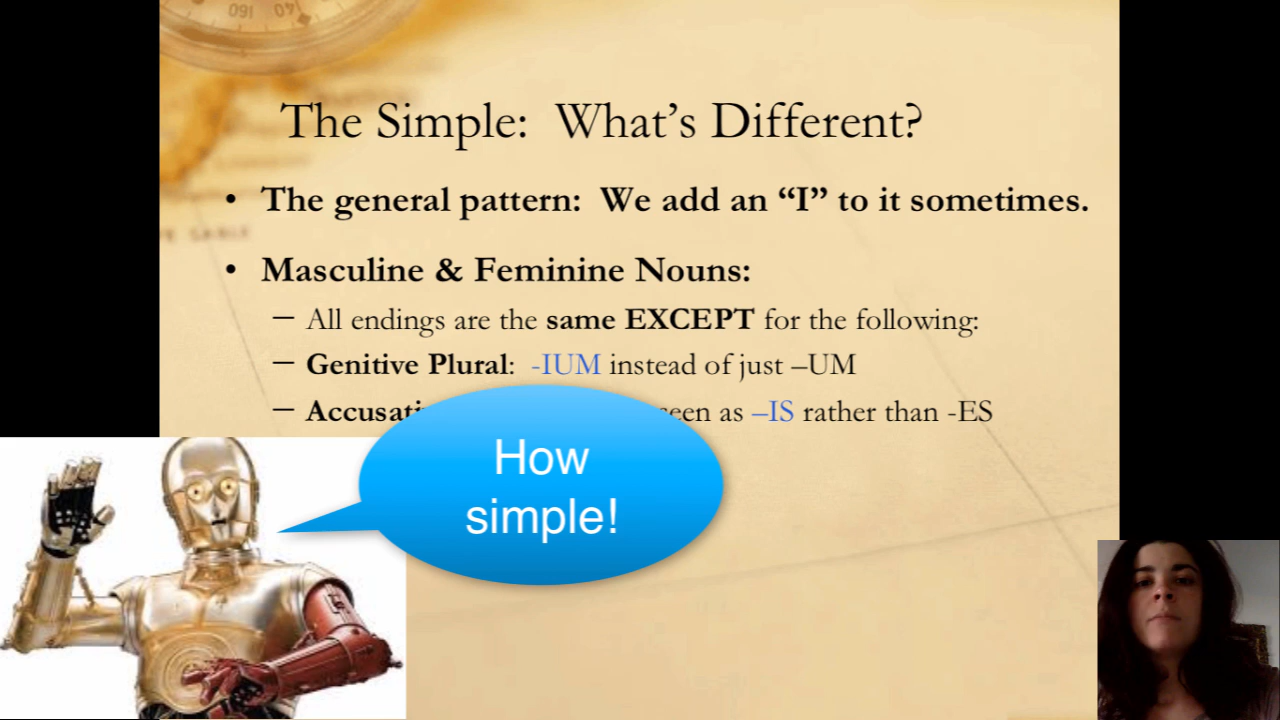 The Simple: What's Different?
• The general pattern: We add an “I” to it sometimes.
• Masculine & Feminine Nouns:
– All endings are the same EXCEPT for the following:
– Genitive Plural: -IUM instead of just –UM
– seen as –IS rather than -ES
How
simple!